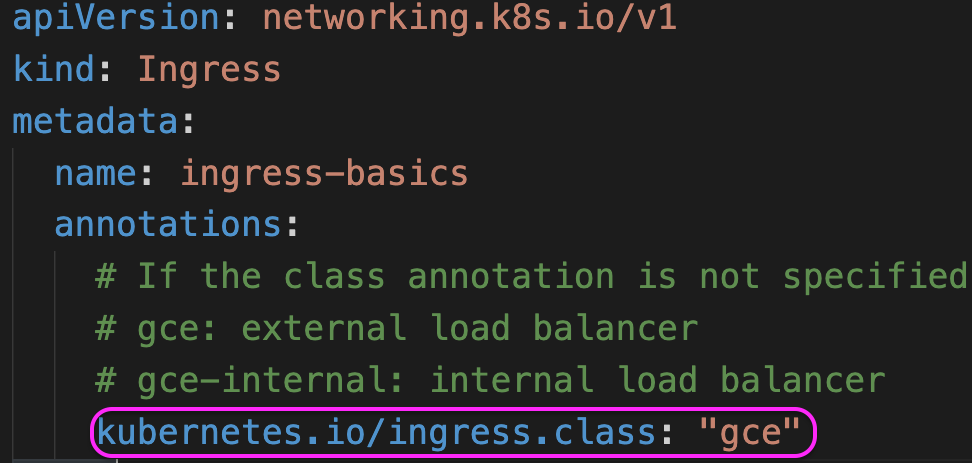 apiVersion: networking.k8s.io/v1
kind: Ingress
metadata:
  name: ingress-basics
  annotations:
    # If the class annotation is not specified
    # gce: external load balancer
    # gce-internal: internal load balancer
    kubernetes.io/ingress.class: "gce"